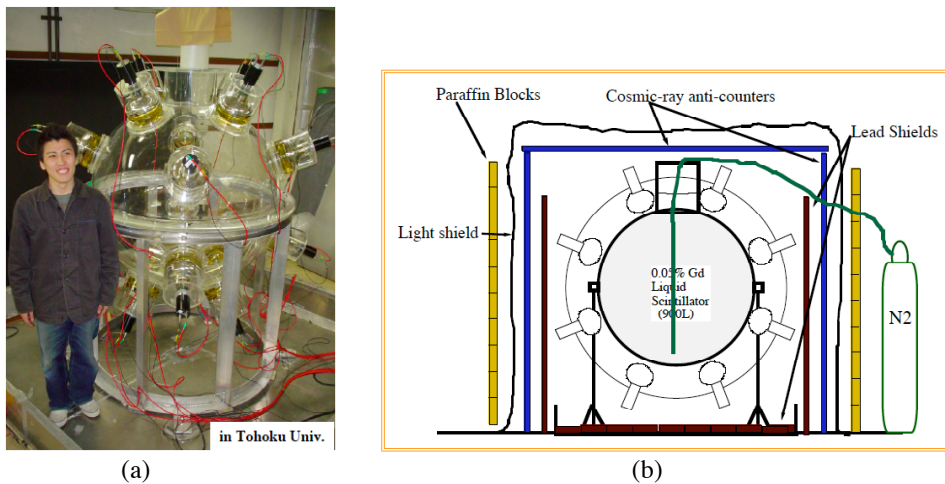 in Tohoku Univ.
(a)
Paraffin Blocks
Cosmic-ray anti-counters
Lead Shields
Light shield
0.05% Gd
Liquid
Scintillator
(900L)
N2
(b)